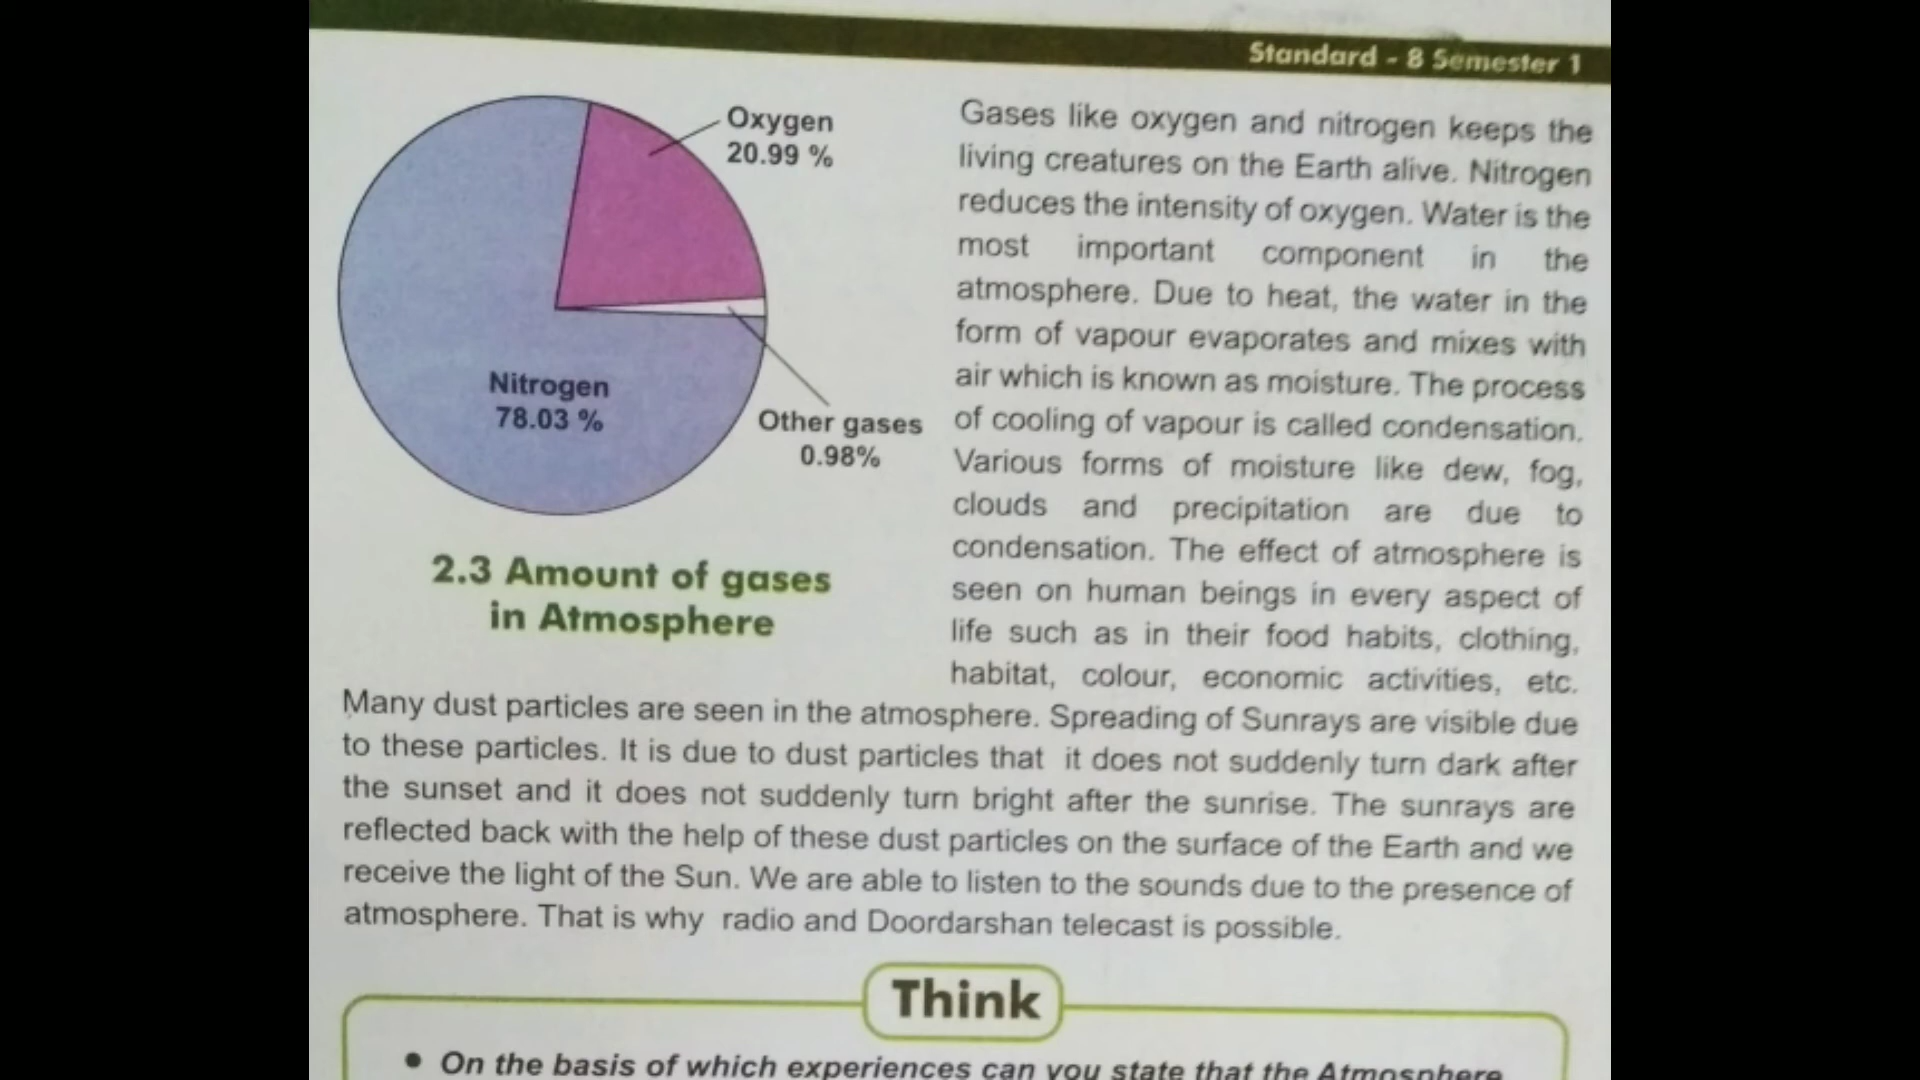 Standard - 8 Semester 1
Oxygen
20.99 %
Nitrogen
78.03 %
Other gases
0.98%
2.3 Amount of gases
in Atmosphere
Gases like oxygen and nitrogen keeps the
living creatures on the Earth alive. Nitrogen
reduces the intensity of oxygen. Water is the
most important component in the
atmosphere. Due to heat, the water in the
form of vapour evaporates and mixes with
air which is known as moisture. The process
of cooling of vapour is called condensation.
Various forms of moisture like dew, fog,
clouds and precipitation are due to
condensation. The effect of atmosphere is
seen on human beings in every aspect of
life such as in their food habits, clothing,
habitat, colour, economic activities, etc.
Many dust particles are seen in the atmosphere. Spreading of Sunrays are visible due
to these particles. It is due to dust particles that it does not suddenly turn dark after
the sunset and it does not suddenly turn bright after the sunrise. The sunrays are
reflected back with the help of these dust particles on the surface of the Earth and we
receive the light of the Sun. We are able to listen to the sounds due to the presence of
atmosphere. That is why radio and Doordarshan telecast is possible.
Think
• On the basis of which experiences can you state that the Atmosphere